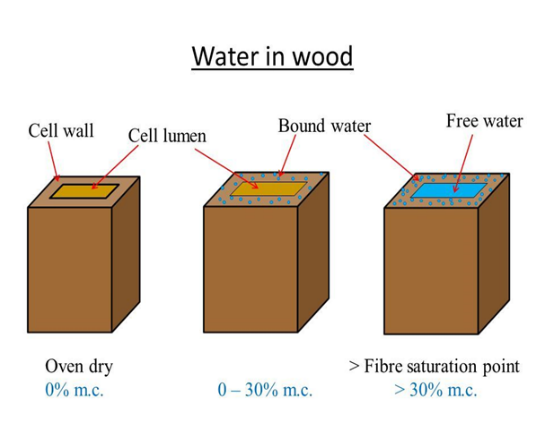 Water in wood
Cell wall
Cell lumen
Bound water
Free water
Oven dry
0% m.c.
0 – 30% m.c.
> Fibre saturation point
> 30% m.c.